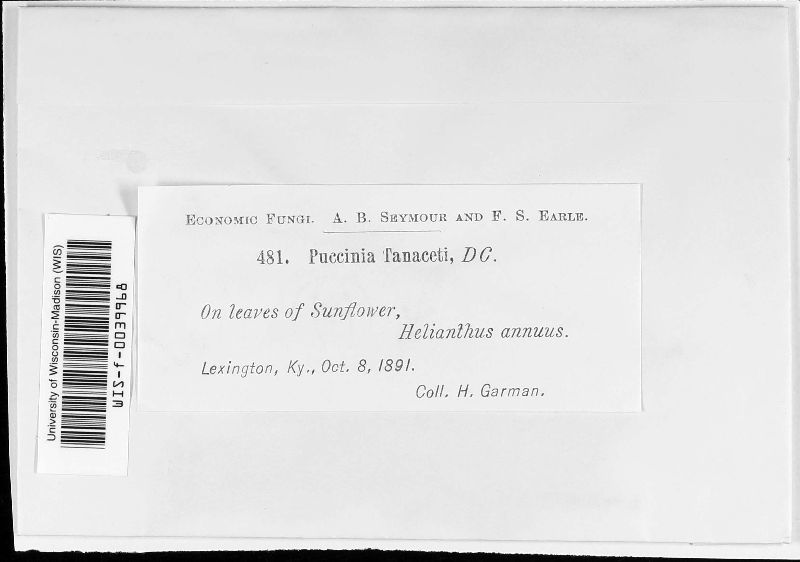 Economic Fungi. A. B. Seymour and F. S. Earle.
481. Puccinia Tanaceti, DC.
On leaves of Sunflower,
Helianthus annuus.
Lexington, Ky., Oct. 8, 1891.
Coll. H. Garman.
University of Wisconsin-Madison (WIS)
WIS-f-0039968